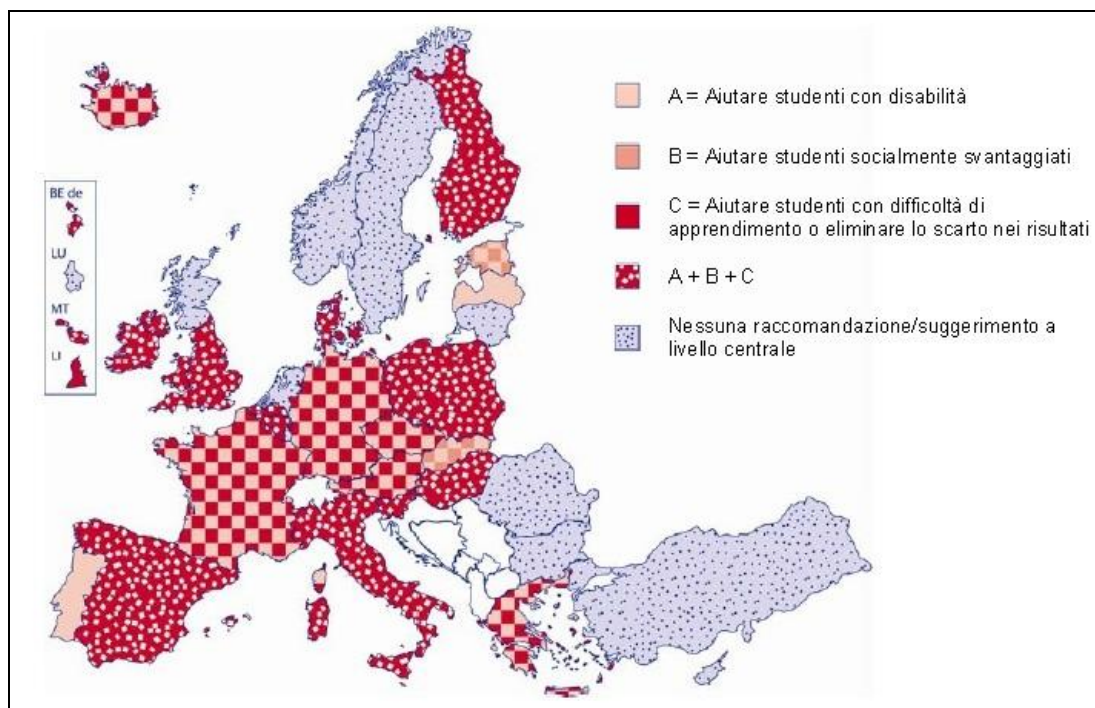 A = Aiutare studenti con disabilità
B = Aiutare studenti socialmente svantaggiati
C = Aiutare studenti con difficoltà di
apprendimento o eliminare lo scarto nei risultati
A + B + C
Nessuna raccomandazione/suggerimento a
livello centrale
BE de
LU
MT
LI